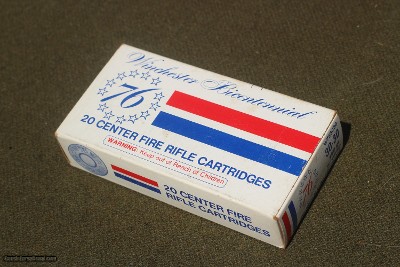 Winchester Bicentennial
76
20 CENTER FIRE RIFLE CARTRIDGES
WARNING: Keep out of Reach of Children
20 CENTER FIRE
RIFLE CARTRIDGES